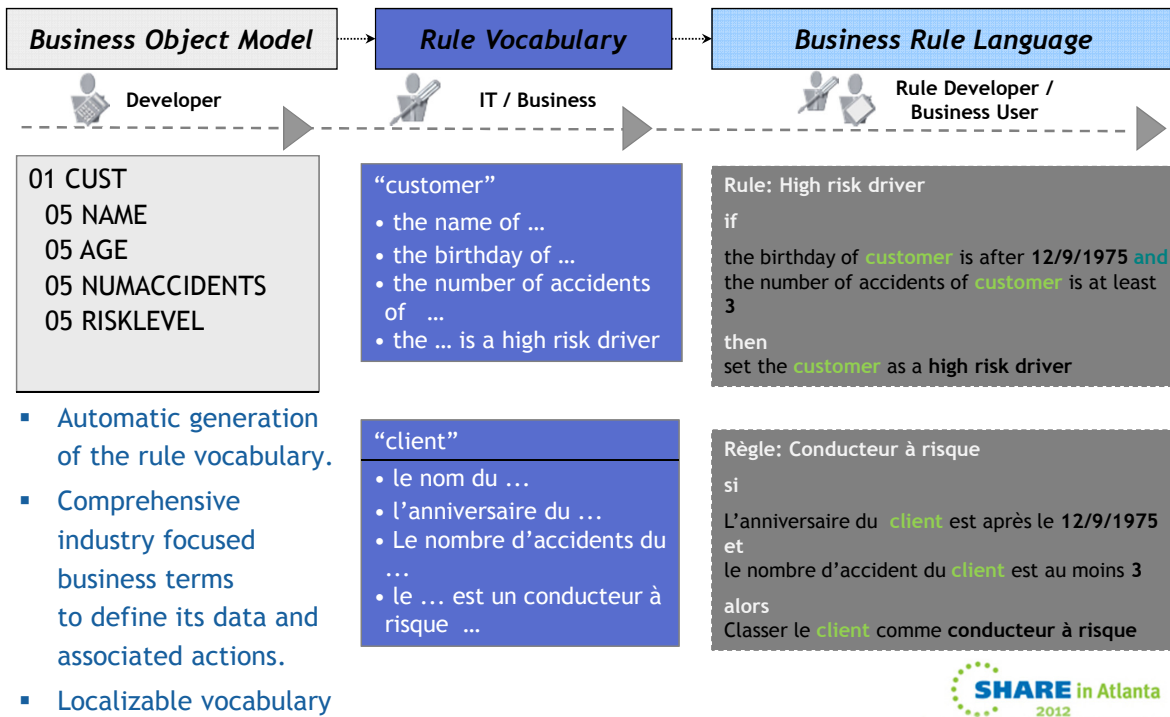 Business Object Model
Rule Vocabulary
Business Rule Language
Developer
IT / Business
Rule Developer /
Business User
01 CUST
05 NAME
05 AGE
05 NUMACCIDENTS
05 RISKLEVEL
“customer”
• the name of …
• the birthday of …
• the number of accidents
of …
• the … is a high risk driver
Rule: High risk driver
if
the birthday of customer is after 12/9/1975 and
the number of accidents of customer is at least
3
then
set the customer as a high risk driver
▪ Automatic generation
of the rule vocabulary.
▪ Comprehensive
industry focused
business terms
to define its data and
associated actions.
▪ Localizable vocabulary
“client”
• le nom du ...
• l’anniversaire du ...
• Le nombre d’accidents du
...
• le ... est un conducteur à
risque ...
Règle: Conducteur à risque
si
L’anniversaire du client est après le 12/9/1975
et
le nombre d’accident du client est au moins 3
alors
Classer le client comme conducteur à risque
SHARE in Atlanta
2012